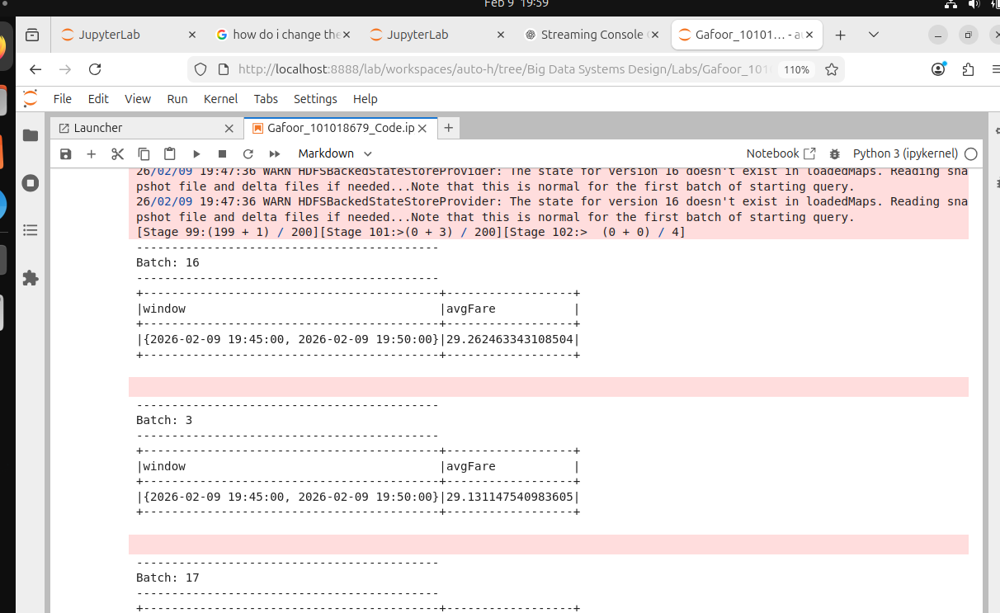 Feb 9 19:59
JupyterLab
how do i change the
JupyterLab
Streaming Console
Gafoor_10101… — a
http://localhost:8888/lab/workspaces/auto-h/tree/Big Data Systems Design/Labs/Gafoor_101
110%
File Edit View Run Kernel Tabs Settings Help
Launcher
Gafoor_101018679_Code.ip
Markdown
Notebook
Python 3 (ipykernel)
26/02/09 19:47:36 WARN HDFSBackedStateStoreProvider: The state for version 16 doesn't exist in loadedMaps. Reading sna
pshot file and delta files if needed...Note that this is normal for the first batch of starting query.
26/02/09 19:47:36 WARN HDFSBackedStateStoreProvider: The state for version 16 doesn't exist in loadedMaps. Reading sna
pshot file and delta files if needed...Note that this is normal for the first batch of starting query.
[Stage 99:(199 + 1) / 200][Stage 101:>(0 + 3) / 200][Stage 102:>  (0 + 0) / 4]
-------------------------------------------
Batch: 16
-------------------------------------------
+------------------------------------------+------------------+
|window                                    |avgFare           |
+------------------------------------------+------------------+
|{2026-02-09 19:45:00, 2026-02-09 19:50:00}|29.262463343108504|
+------------------------------------------+------------------+
-------------------------------------------
Batch: 3
-------------------------------------------
+------------------------------------------+------------------+
|window                                    |avgFare           |
+------------------------------------------+------------------+
|{2026-02-09 19:45:00, 2026-02-09 19:50:00}|29.131147540983605|
+------------------------------------------+------------------+
-------------------------------------------
Batch: 17
-------------------------------------------
+------------------------------------------+------------------+